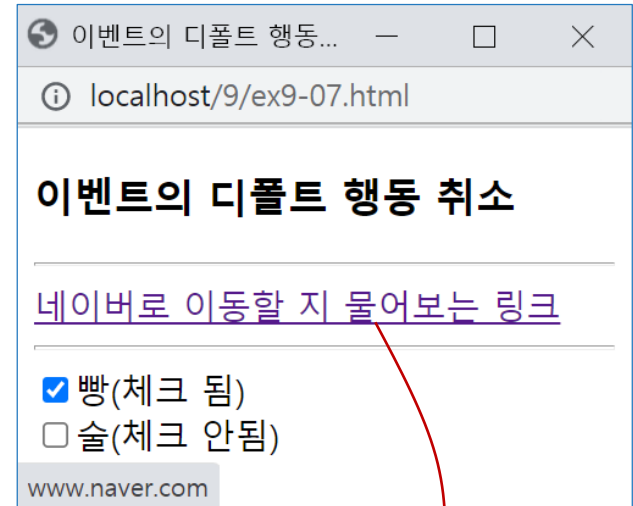 이벤트의 디폴트 행동...
localhost/9/ex9-07.html
이벤트의 디폴트 행동 취소
네이버로 이동할 지 물어보는 링크
빵(체크 됨)
술(체크 안됨)
www.naver.com